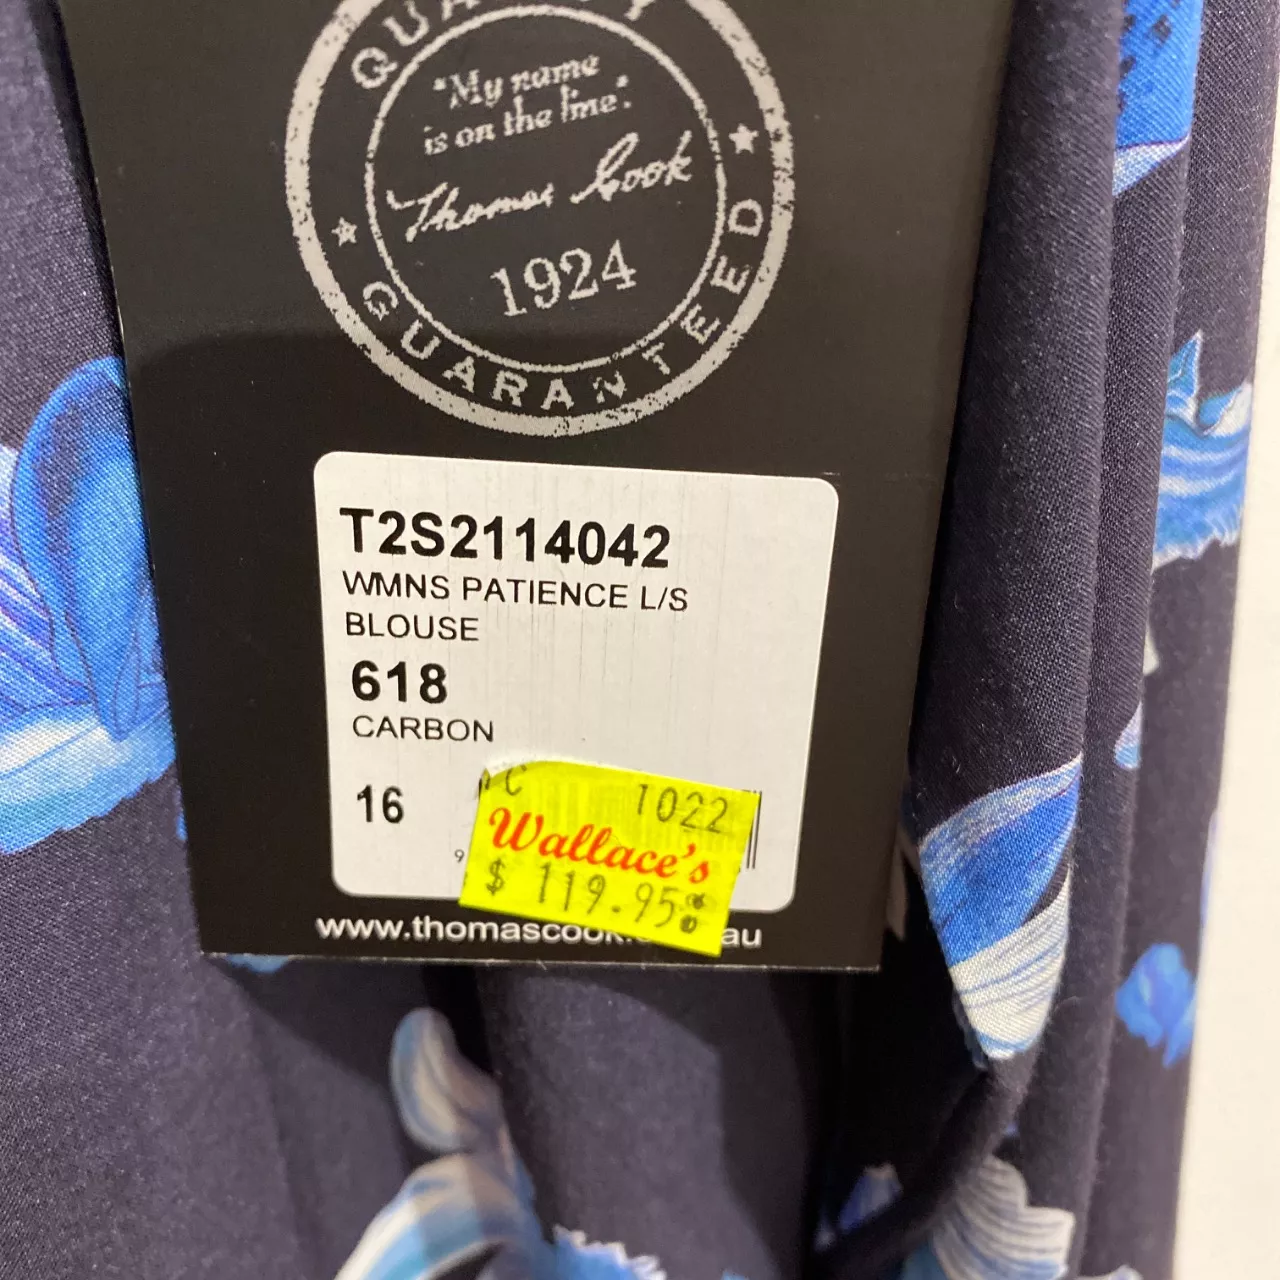 QUALITY
"My name
is on the line".
Thomas Cook
1924
GUARANTEED
T2S2114042
WMNS PATIENCE L/S
BLOUSE
618
CARBON
16
C 1022
Wallace's
9
$ 119.95
www.thomascook. au